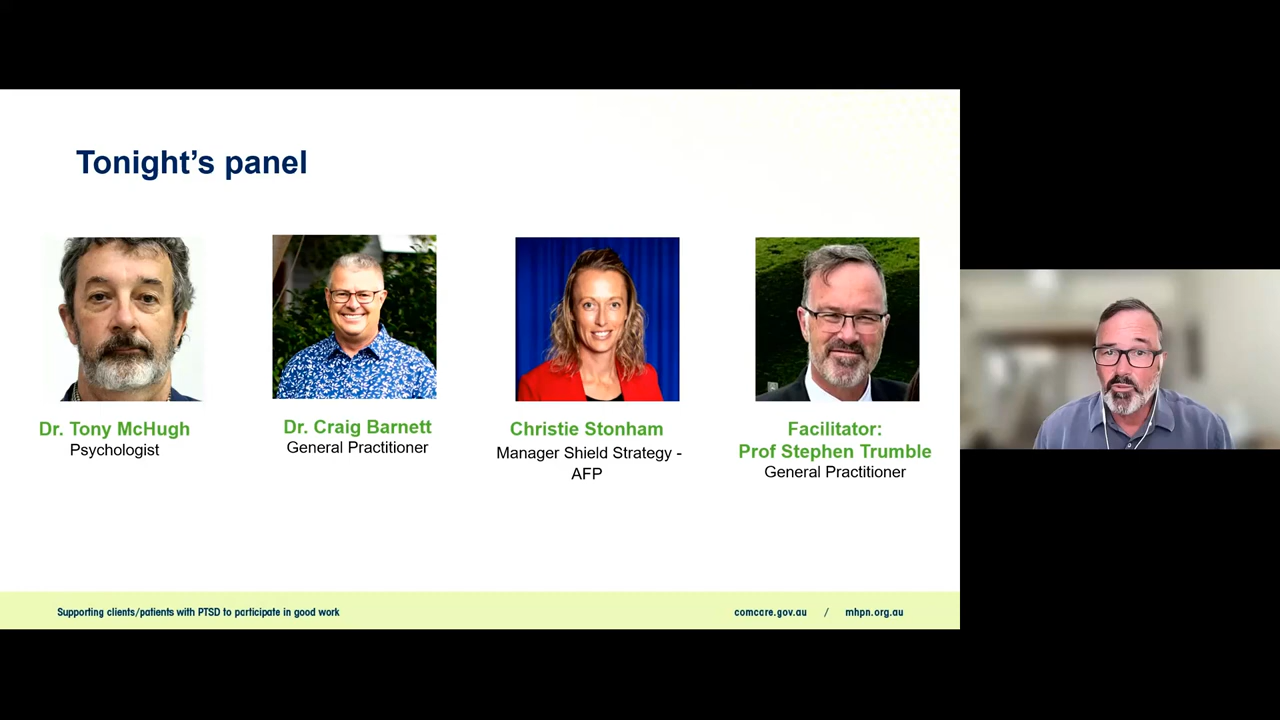 Tonight’s panel
Dr. Tony McHugh
Psychologist
Dr. Craig Barnett
General Practitioner
Christie Stonham
Manager Shield Strategy -
AFP
Facilitator:
Prof Stephen Trumble
General Practitioner
Supporting clients/patients with PTSD to participate in good work
comcare.gov.au / mhpn.org.au